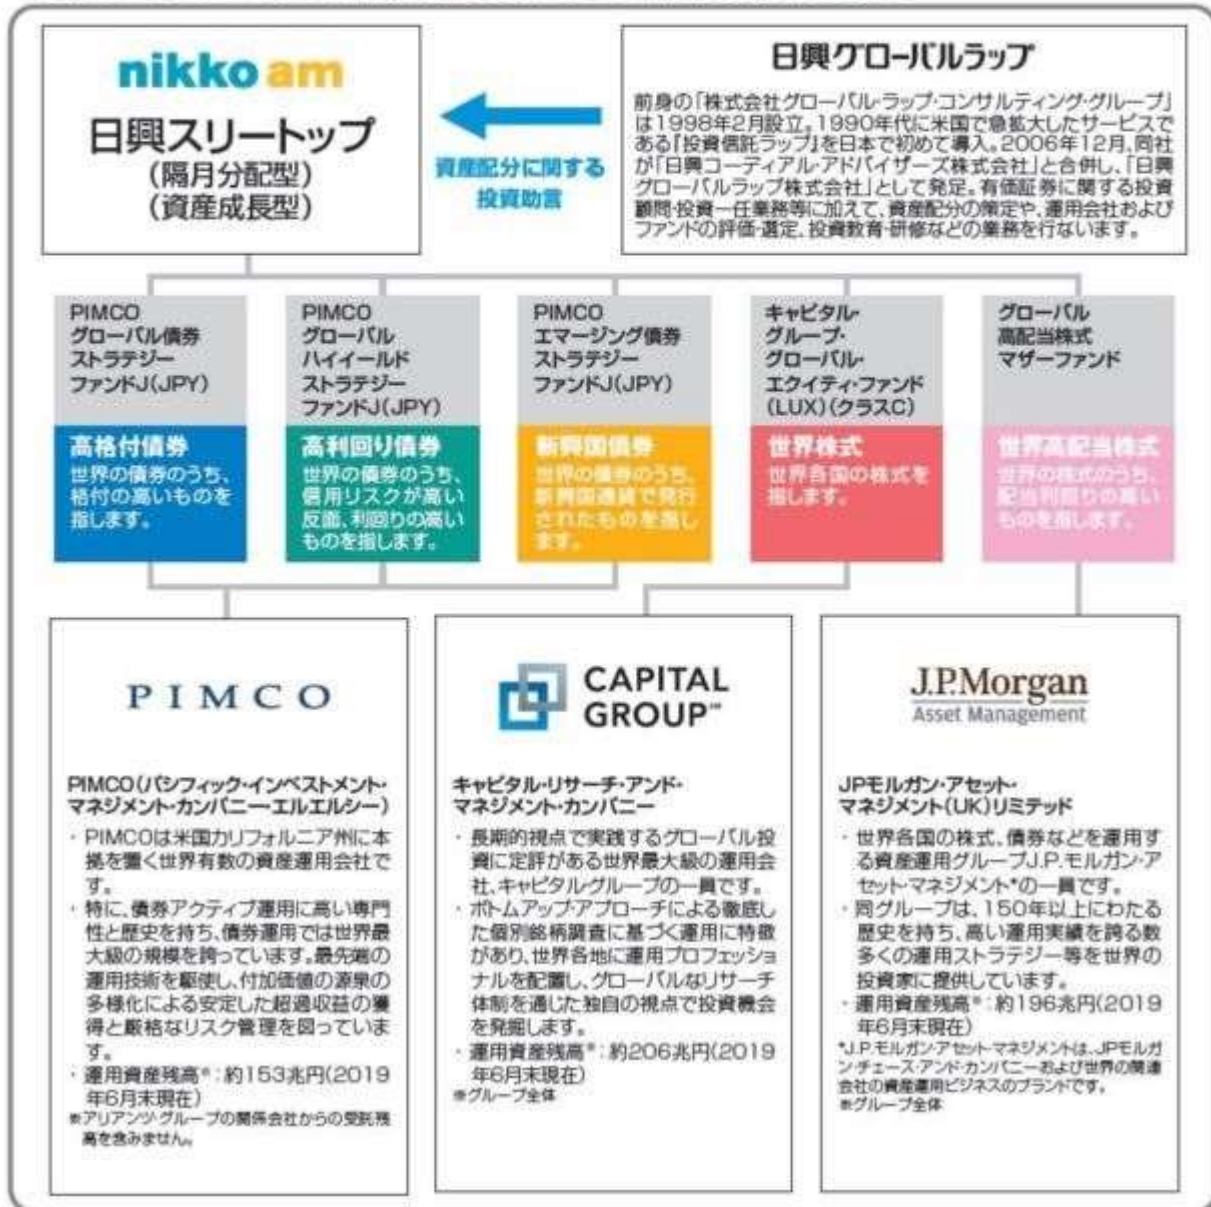 nikko am
日興スリートップ
(隔月分配型)
(資産成長型)
資産配分に関する
投資助言
日興グローバルラップ
前身の「株式会社グローバル・ラップ・コンサルティング・グループ」
は1998年2月設立。1990年代に米国で急拡大したサービスで
ある『投資信託ラップ』を日本で初めて導入。2006年12月、同社
が「日興コーディアル・アドバイザーズ株式会社」と合併し、「日興
グローバルラップ株式会社」として発足。有価証券に関する投資
顧問・投資一任業務等に加えて、資産配分の策定や、運用会社および
ファンドの評価・選定、投資教育・研修などの業務を行ないます。
PIMCO
グローバル債券
ストラテジー
ファンドJ(JPY)
高格付債券
世界の債券のうち、
格付の高いものを
指します。
PIMCO
グローバル
ハイイールド
ストラテジー
ファンドJ(JPY)
高利回り債券
世界の債券のうち、
信用リスクが高い
反面、利回りの高い
ものを指します。
PIMCO
エマージング債券
ストラテジー
ファンドJ(JPY)
新興国債券
世界の債券のうち、
新興国通貨で発行
されたものを指し
ます。
キャピタル・
グループ・
グローバル・
エクイティ・ファンド
(LUX)(クラスC)
世界株式
世界各国の株式を
指します。
グローバル
高配当株式
マザーファンド
世界高配当株式
世界の株式のうち、
配当利回りの高い
ものを指します。
PIMCO
PIMCO(パシフィック・インベストメント・
マネジメント・カンパニー・エルエルシー)
・PIMCOは米国カリフォルニア州に本
拠を置く世界有数の資産運用会社で
す。
・特に、債券アクティブ運用に高い専門
性と歴史を持ち、債券運用では世界最
大級の規模を誇っています。最先端の
運用技術を駆使し、付加価値の源泉の
多様化による安定した超過収益の獲
得と厳格なリスク管理を図っていま
す。
・運用資産残高※:約153兆円(2019
年6月末現在)
※アリアンツ・グループの関係会社からの受託残
高を含みません。
CAPITAL
GROUP℠
キャピタル・リサーチ・アンド・
マネジメント・カンパニー
・長期的視点で実践するグローバル投
資に定評がある世界最大級の運用会
社、キャピタル・グループの一員です。
・ボトムアップ・アプローチによる徹底し
た個別銘柄調査に基づく運用に特徴
があり、世界各地に運用プロフェッショ
ナルを配置し、グローバルなリサーチ
体制を通じた独自の視点で投資機会
を発掘します。
・運用資産残高※:約206兆円(2019
年6月末現在)
※グループ全体
J.P.Morgan
Asset Management
JPモルガン・アセット・
マネジメント(UK)リミテッド
・世界各国の株式、債券などを運用す
る資産運用グループJ.P.モルガン・ア
セット・マネジメント*の一員です。
・同グループは、150年以上にわたる
歴史を持ち、高い運用実績を誇る数
多くの運用ストラテジー等を世界の
投資家に提供しています。
・運用資産残高※:約196兆円(2019
年6月末現在)
*J.P.モルガン・アセット・マネジメントは、JPモルガ
ン・チェース・アンド・カンパニーおよび世界の関連
会社の資産運用ビジネスのブランドです。
※グループ全体